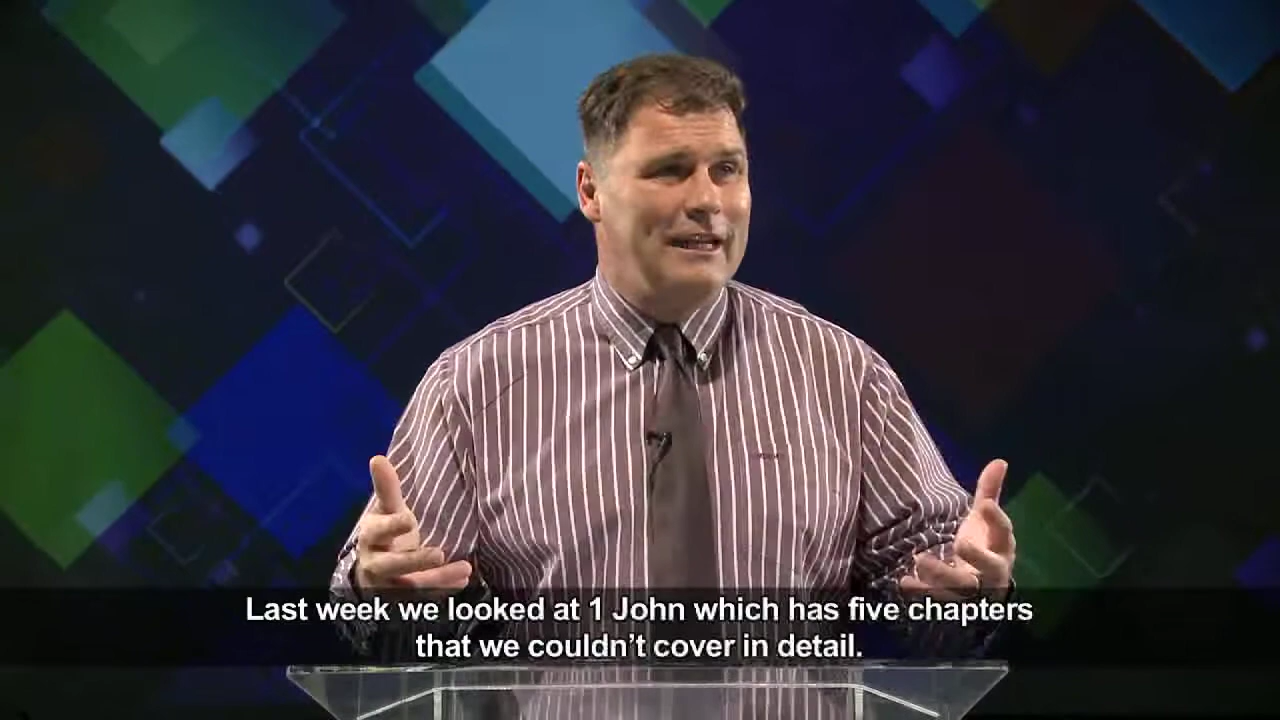 Last week we looked at 1 John which has five chapters
that we couldn't cover in detail.